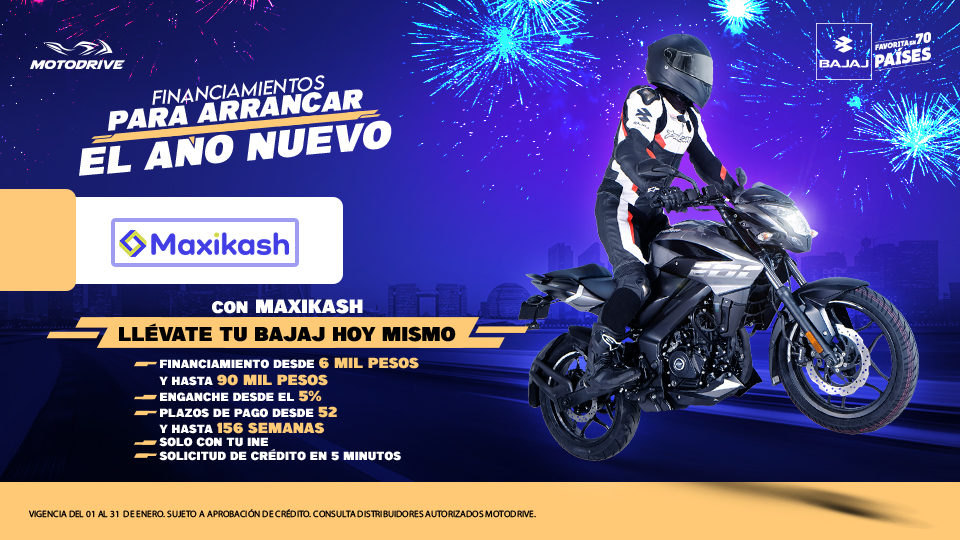 MOTODRIVE
BAJAJ
FAVORITA EN 70
PAÍSES
FINANCIAMIENTOS
PARA ARRANCAR
EL AÑO NUEVO
Maxikash
CON MAXIKASH
LLÉVATE TU BAJAJ HOY MISMO
FINANCIAMIENTO DESDE 6 MIL PESOS
Y HASTA 90 MIL PESOS
ENGANCHE DESDE EL 5%
PLAZOS DE PAGO DESDE 52
Y HASTA 156 SEMANAS
SOLO CON TU INE
SOLICITUD DE CRÉDITO EN 5 MINUTOS
BAJAJ
VIGENCIA DEL 01 AL 31 DE ENERO. SUJETO A APROBACIÓN DE CRÉDITO. CONSULTA DISTRIBUIDORES AUTORIZADOS MOTODRIVE.